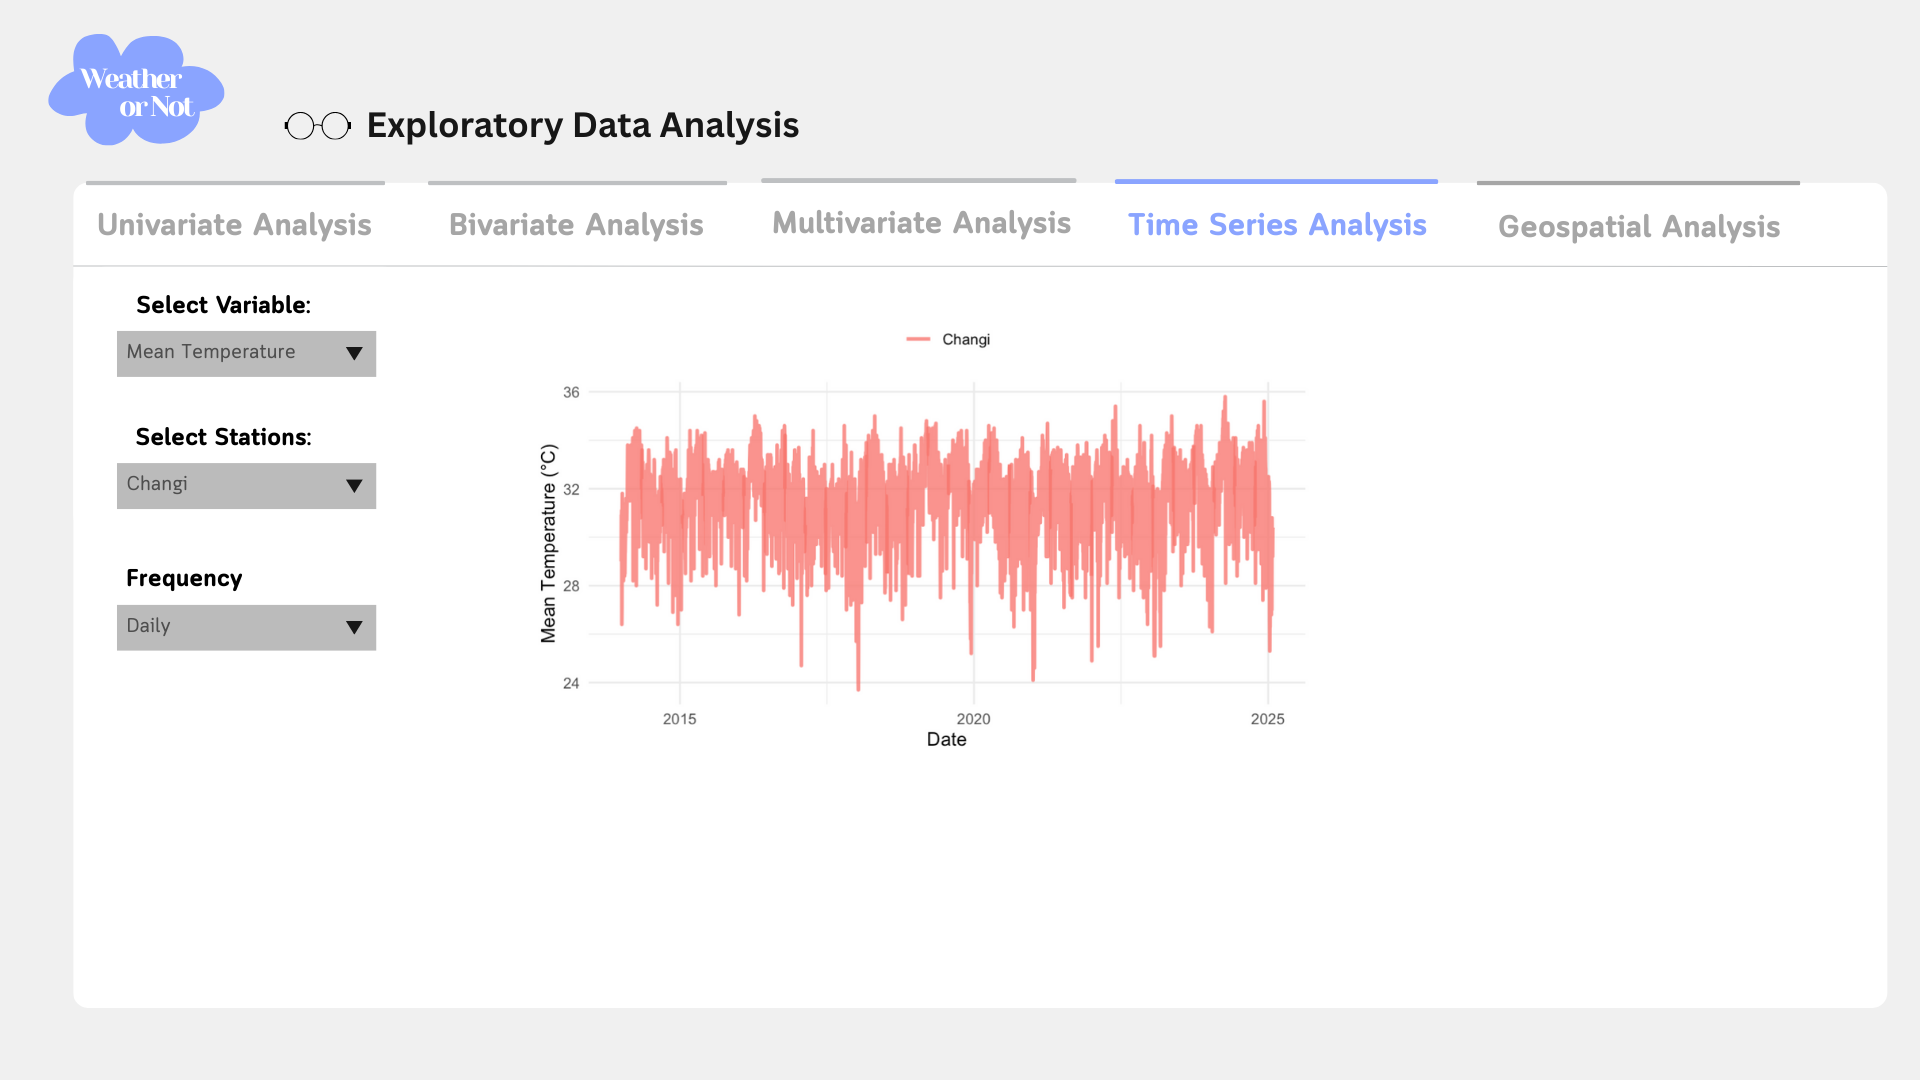 Weather
or Not
Exploratory Data Analysis
Univariate Analysis
Bivariate Analysis
Multivariate Analysis
Time Series Analysis
Geospatial Analysis
Select Variable:
Mean Temperature
Select Stations:
Changi
Frequency
Daily
Changi
36
32
28
24
Mean Temperature (°C)
2015
2020
2025
Date